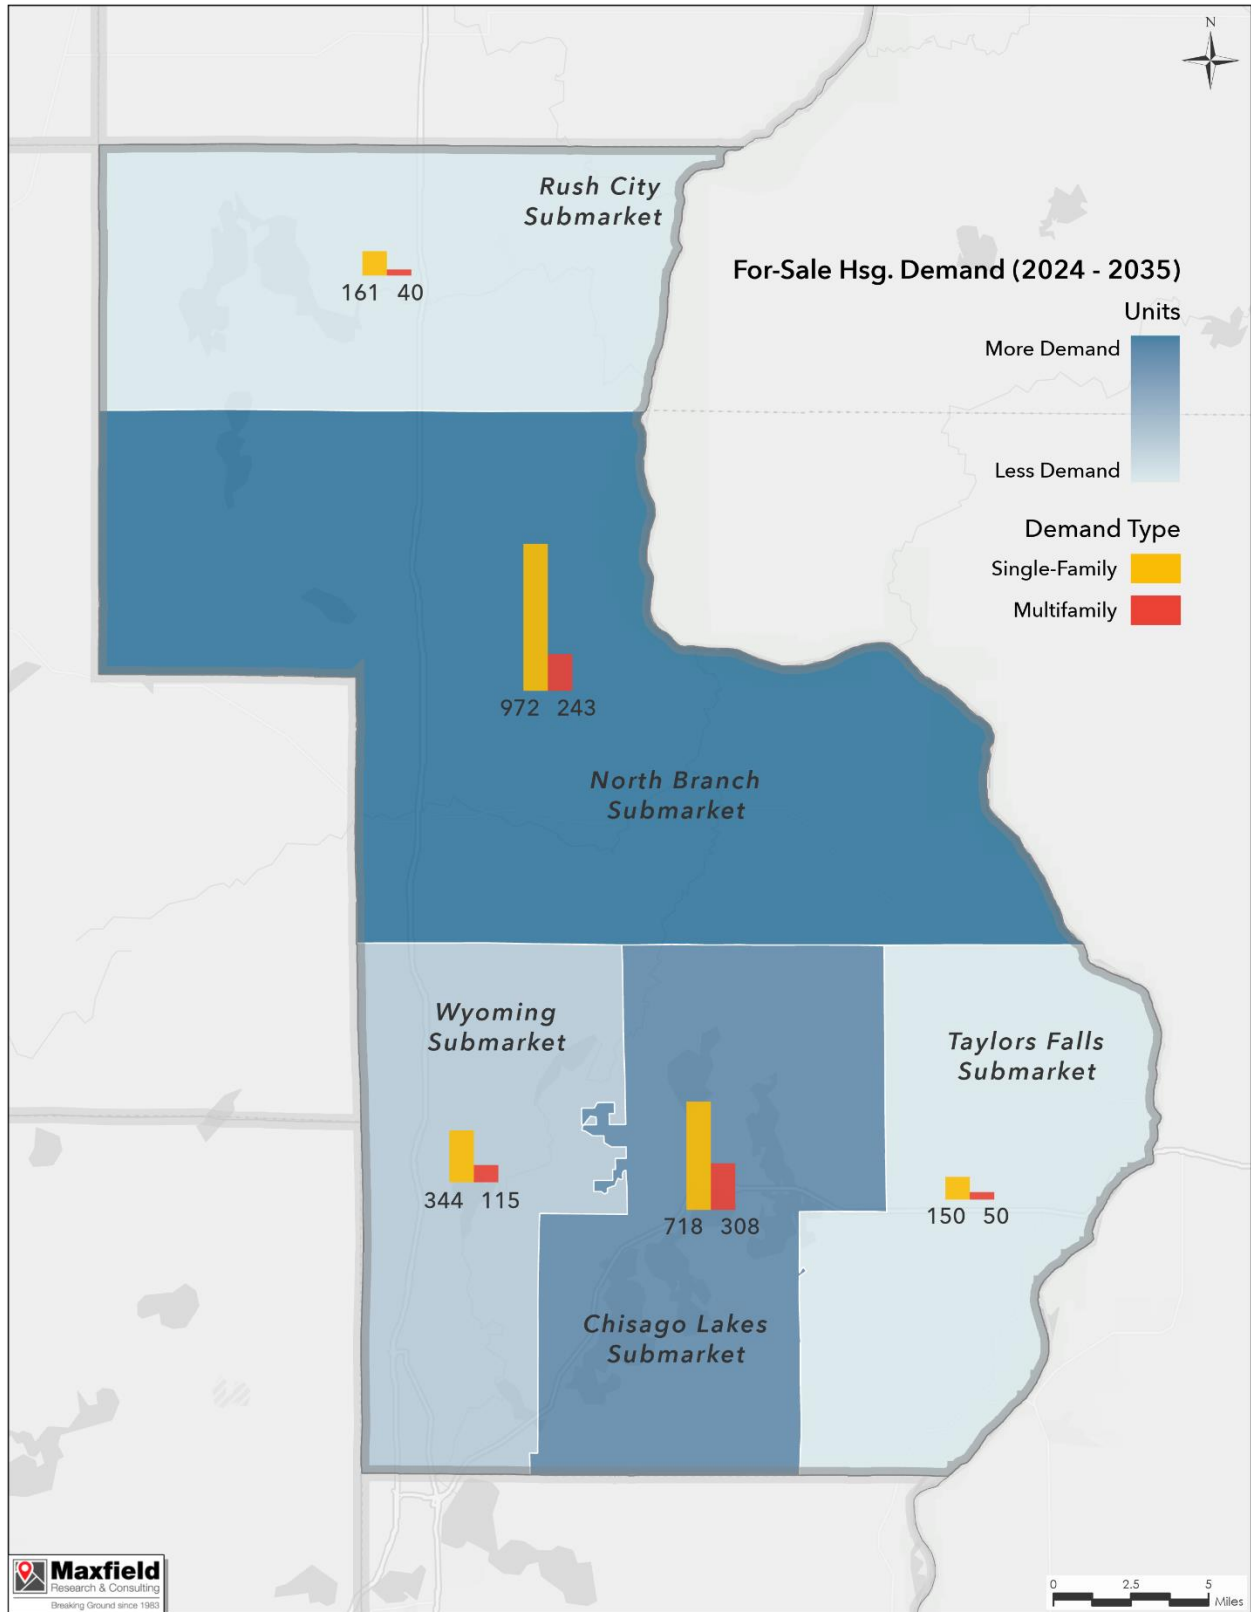 N
Rush City
Submarket
161 40
For-Sale Hsg. Demand (2024 - 2035)
Units
More Demand
Less Demand
Demand Type
Single-Family
Multifamily
972 243
North Branch
Submarket
Wyoming
Submarket
344 115
718 308
Chisago Lakes
Submarket
Taylors Falls
Submarket
150 50
Maxfield
Research & Consulting
Breaking Ground since 1983
0 2.5 5
Miles